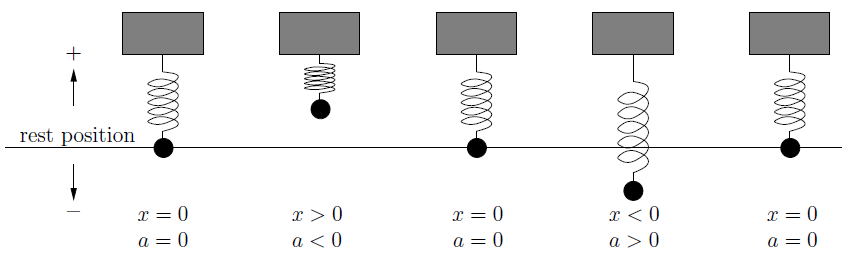 +
rest position
−
x = 0
a = 0
x > 0
a < 0
x = 0
a = 0
x < 0
a > 0
x = 0
a = 0